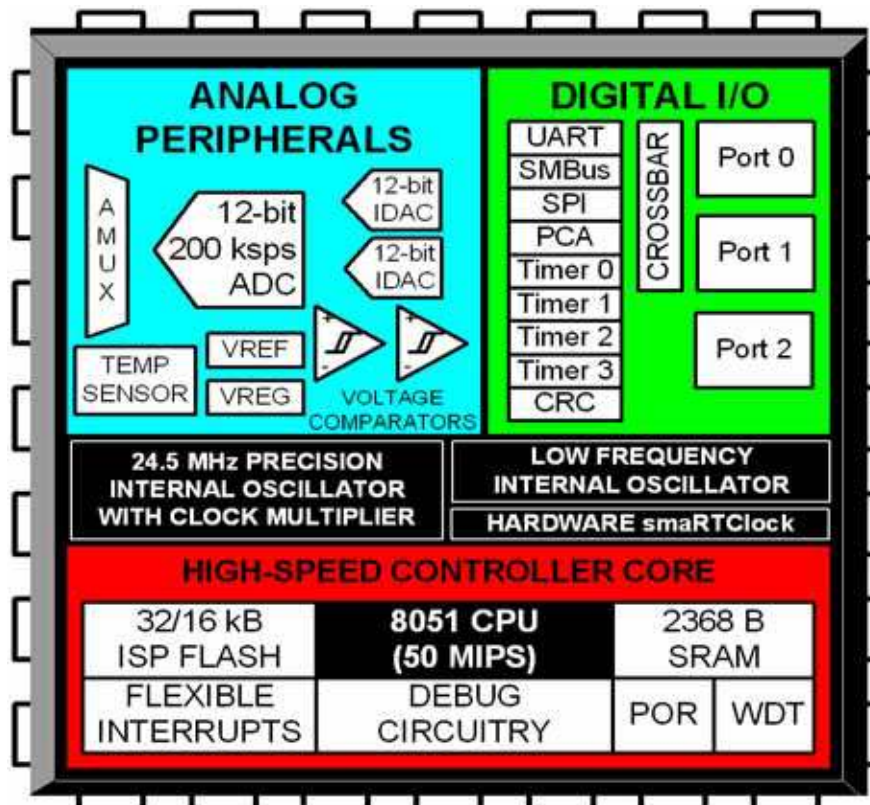 ANALOG
PERIPHERALS
A
M
U
X
12-bit
200 ksps
ADC
12-bit
IDAC
12-bit
IDAC
TEMP
SENSOR
VREF
VREG
+
-
+
-
VOLTAGE
COMPARATORS
DIGITAL I/O
UART
SMBus
SPI
PCA
Timer 0
Timer 1
Timer 2
Timer 3
CRC
CROSSBAR
Port 0
Port 1
Port 2
24.5 MHz PRECISION
INTERNAL OSCILLATOR
WITH CLOCK MULTIPLIER
LOW FREQUENCY
INTERNAL OSCILLATOR
HARDWARE smaRTClock
HIGH-SPEED CONTROLLER CORE
32/16 kB
ISP FLASH
8051 CPU
(50 MIPS)
2368 B
SRAM
FLEXIBLE
INTERRUPTS
DEBUG
CIRCUITRY
POR
WDT